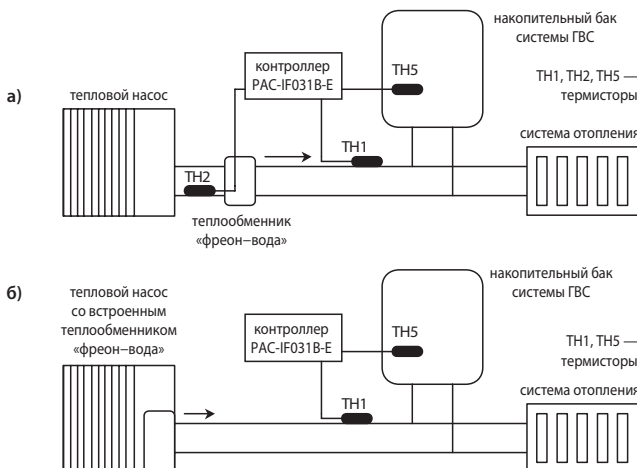 а)
тепловой насос
контроллер
PAC-IF031B-E
TH5
накопительный бак
системы ГВС
TH1, TH2, TH5 —
термисторы
TH1
TH2
система отопления
теплообменник
«фреон–вода»
б)
тепловой насос
со встроенным
теплообменником
«фреон–вода»
контроллер
PAC-IF031B-E
TH5
накопительный бак
системы ГВС
TH1, TH5 —
термисторы
TH1
система отопления